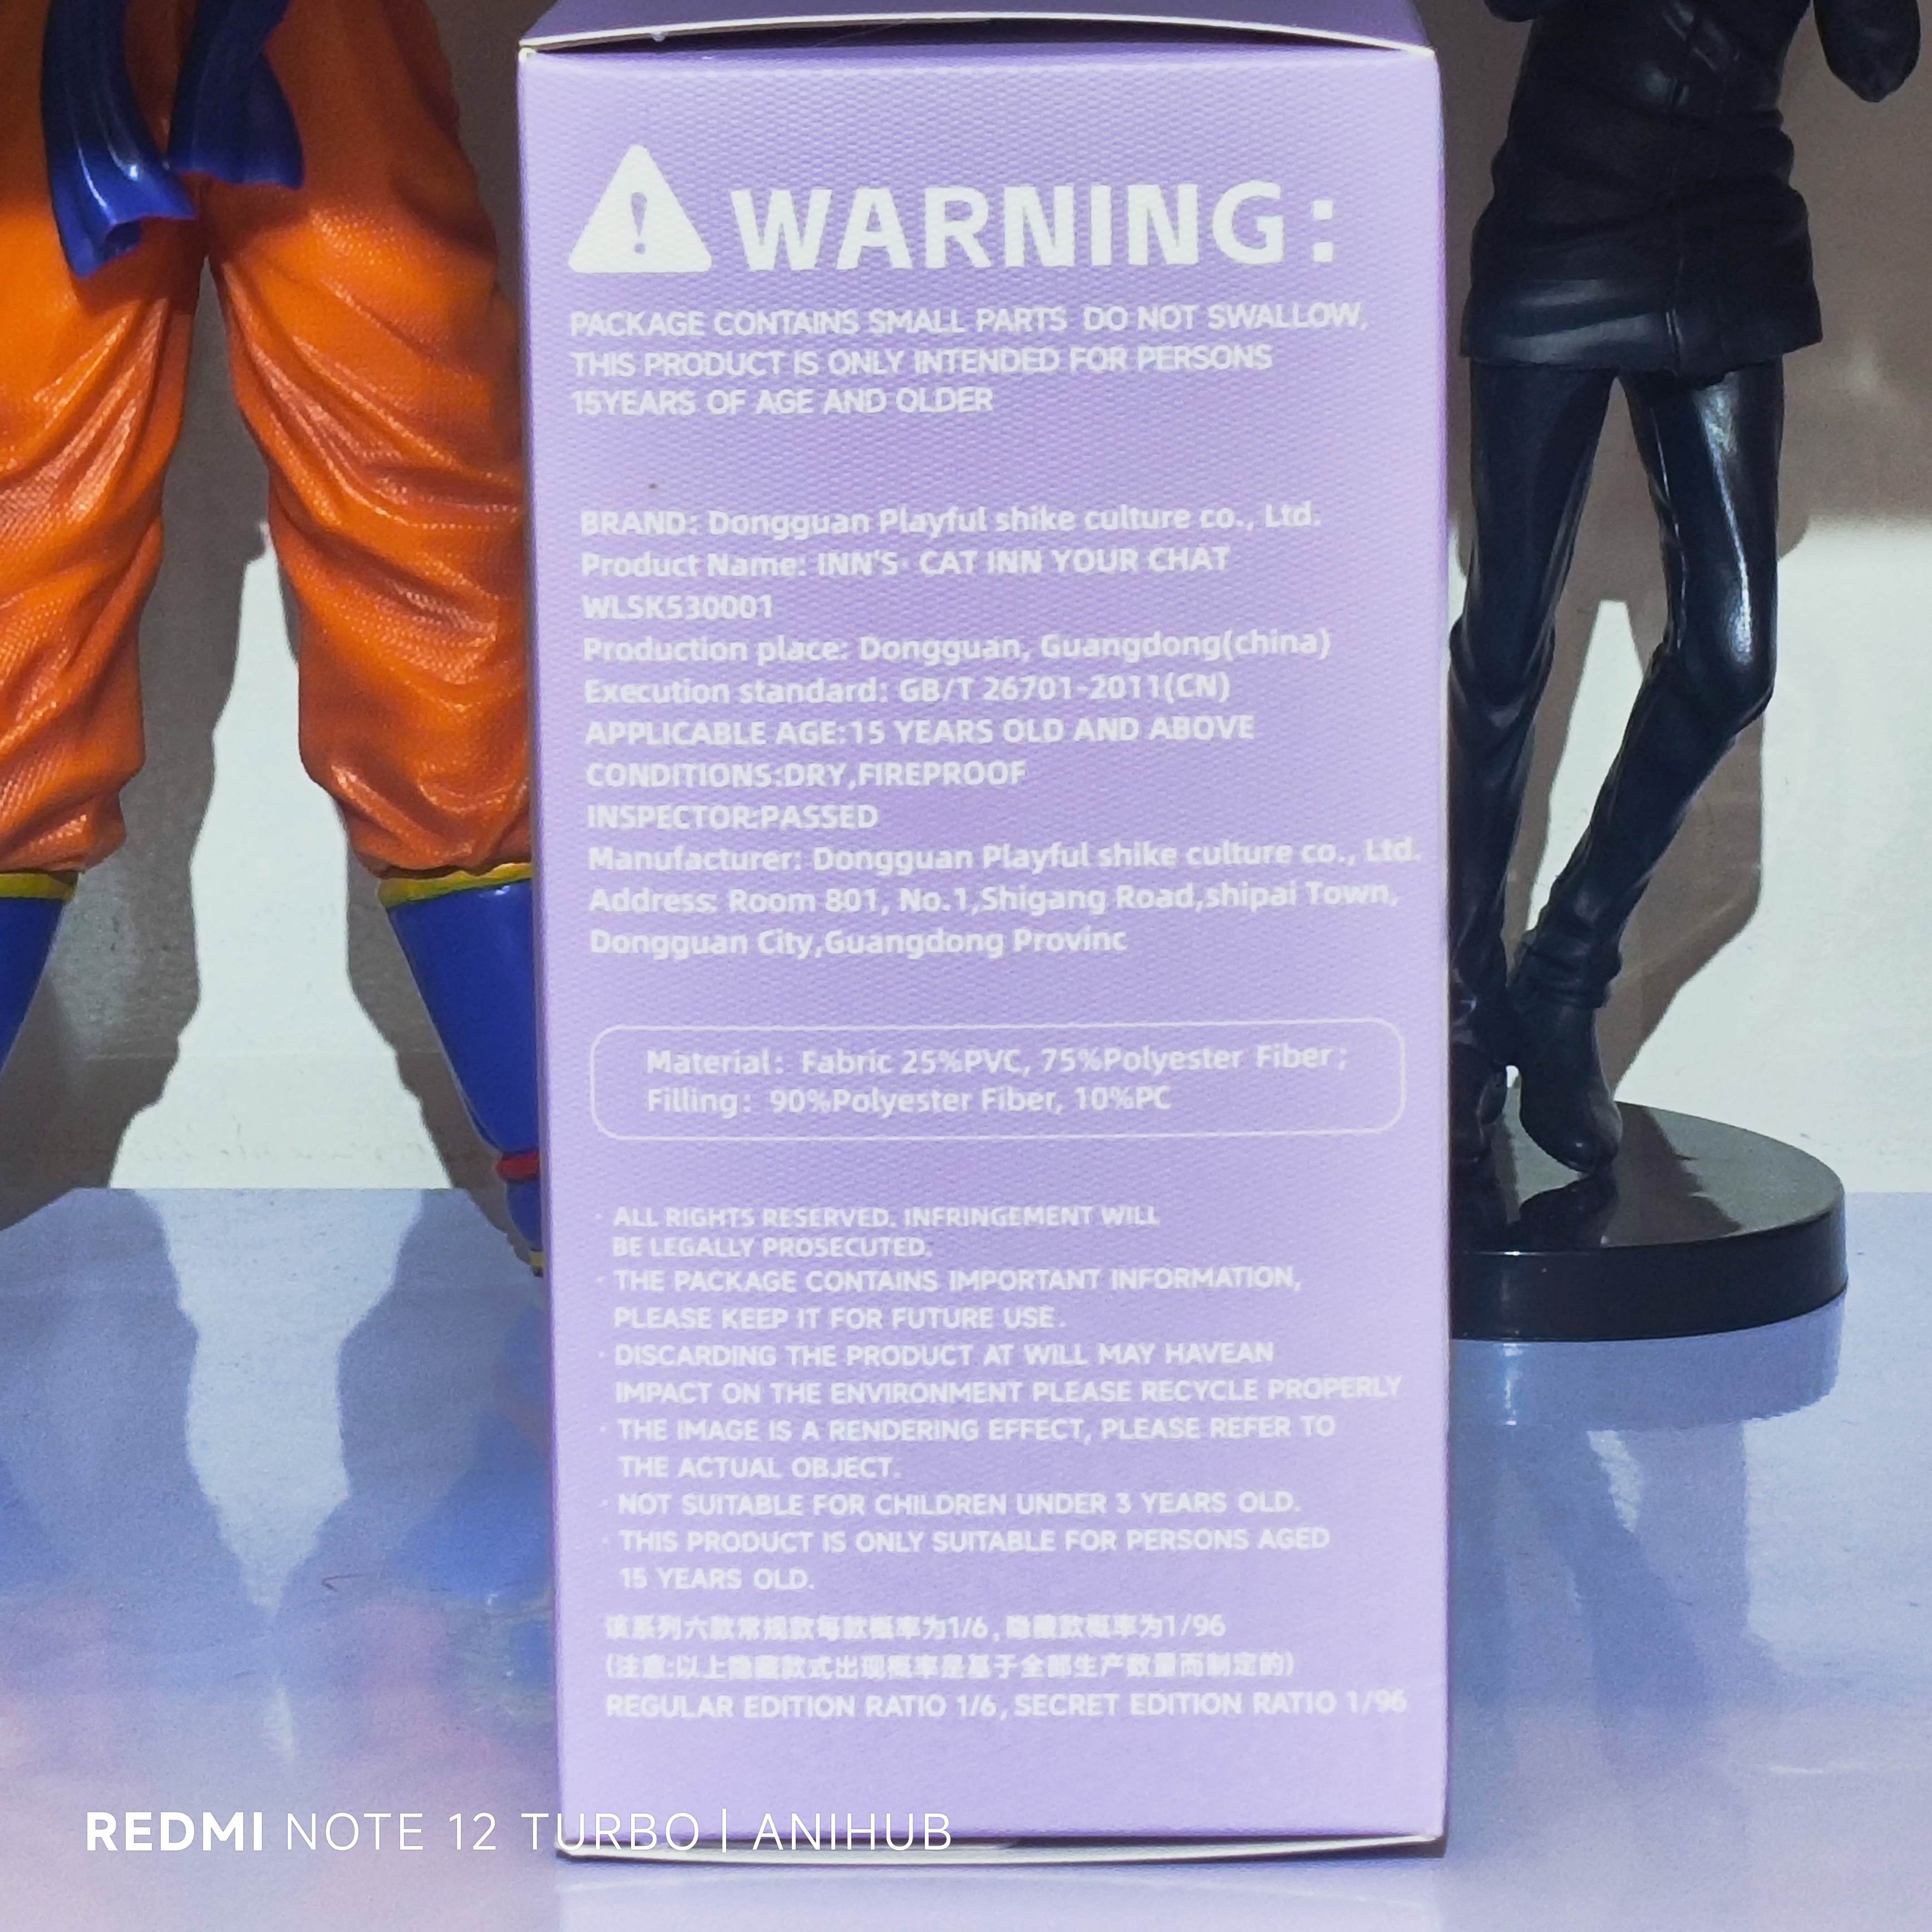 WARNING:
PACKAGE CONTAINS SMALL PARTS DO NOT SWALLOW,
THIS PRODUCT IS ONLY INTENDED FOR PERSONS
15YEARS OF AGE AND OLDER
BRAND: Dongguan Playful shike culture co., Ltd.
Product Name: INN'S· CAT INN YOUR CHAT
WLSK530001
Production place: Dongguan, Guangdong(china)
Execution standard: GB/T 26701-2011(CN)
APPLICABLE AGE:15 YEARS OLD AND ABOVE
CONDITIONS:DRY,FIREPROOF
INSPECTOR:PASSED
Manufacturer: Dongguan Playful shike culture co., Ltd.
Address: Room 801, No.1,Shigang Road,shipai Town,
Dongguan City,Guangdong Provinc
Material: Fabric 25%PVC, 75%Polyester Fiber;
Filling: 90%Polyester Fiber, 10%PC
· ALL RIGHTS RESERVED. INFRINGEMENT WILL
BE LEGALLY PROSECUTED.
· THE PACKAGE CONTAINS IMPORTANT INFORMATION,
PLEASE KEEP IT FOR FUTURE USE.
· DISCARDING THE PRODUCT AT WILL MAY HAVEAN
IMPACT ON THE ENVIRONMENT PLEASE RECYCLE PROPERLY
· THE IMAGE IS A RENDERING EFFECT, PLEASE REFER TO
THE ACTUAL OBJECT.
· NOT SUITABLE FOR CHILDREN UNDER 3 YEARS OLD.
· THIS PRODUCT IS ONLY SUITABLE FOR PERSONS AGED
15 YEARS OLD.
该系列六款常规款每款概率为1/6,隐藏款概率为1/96
(注意:以上隐藏款式出现概率是基于全部生产数量而制定的)
REGULAR EDITION RATIO 1/6, SECRET EDITION RATIO 1/96
REDMI NOTE 12 TURBO | ANIHUB